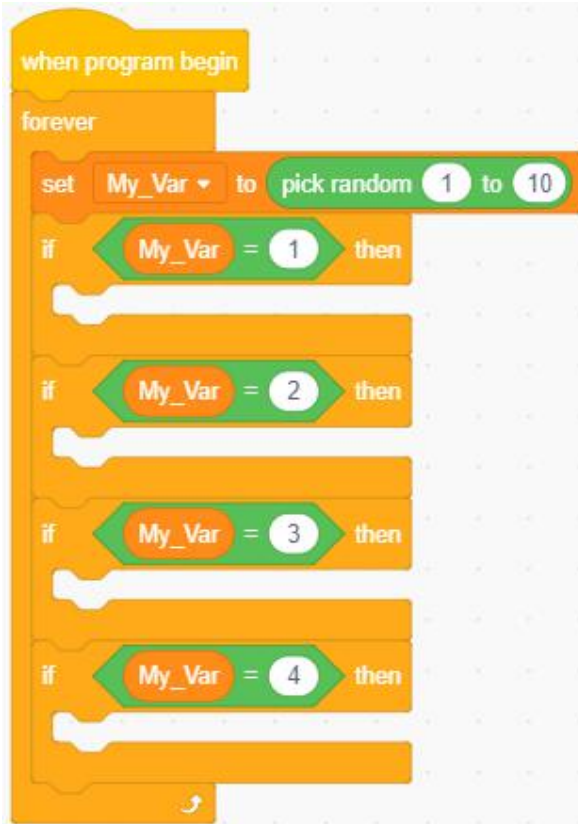 when program begin
forever
set My_Var to pick random 1 to 10
if My_Var = 1 then
if My_Var = 2 then
if My_Var = 3 then
if My_Var = 4 then